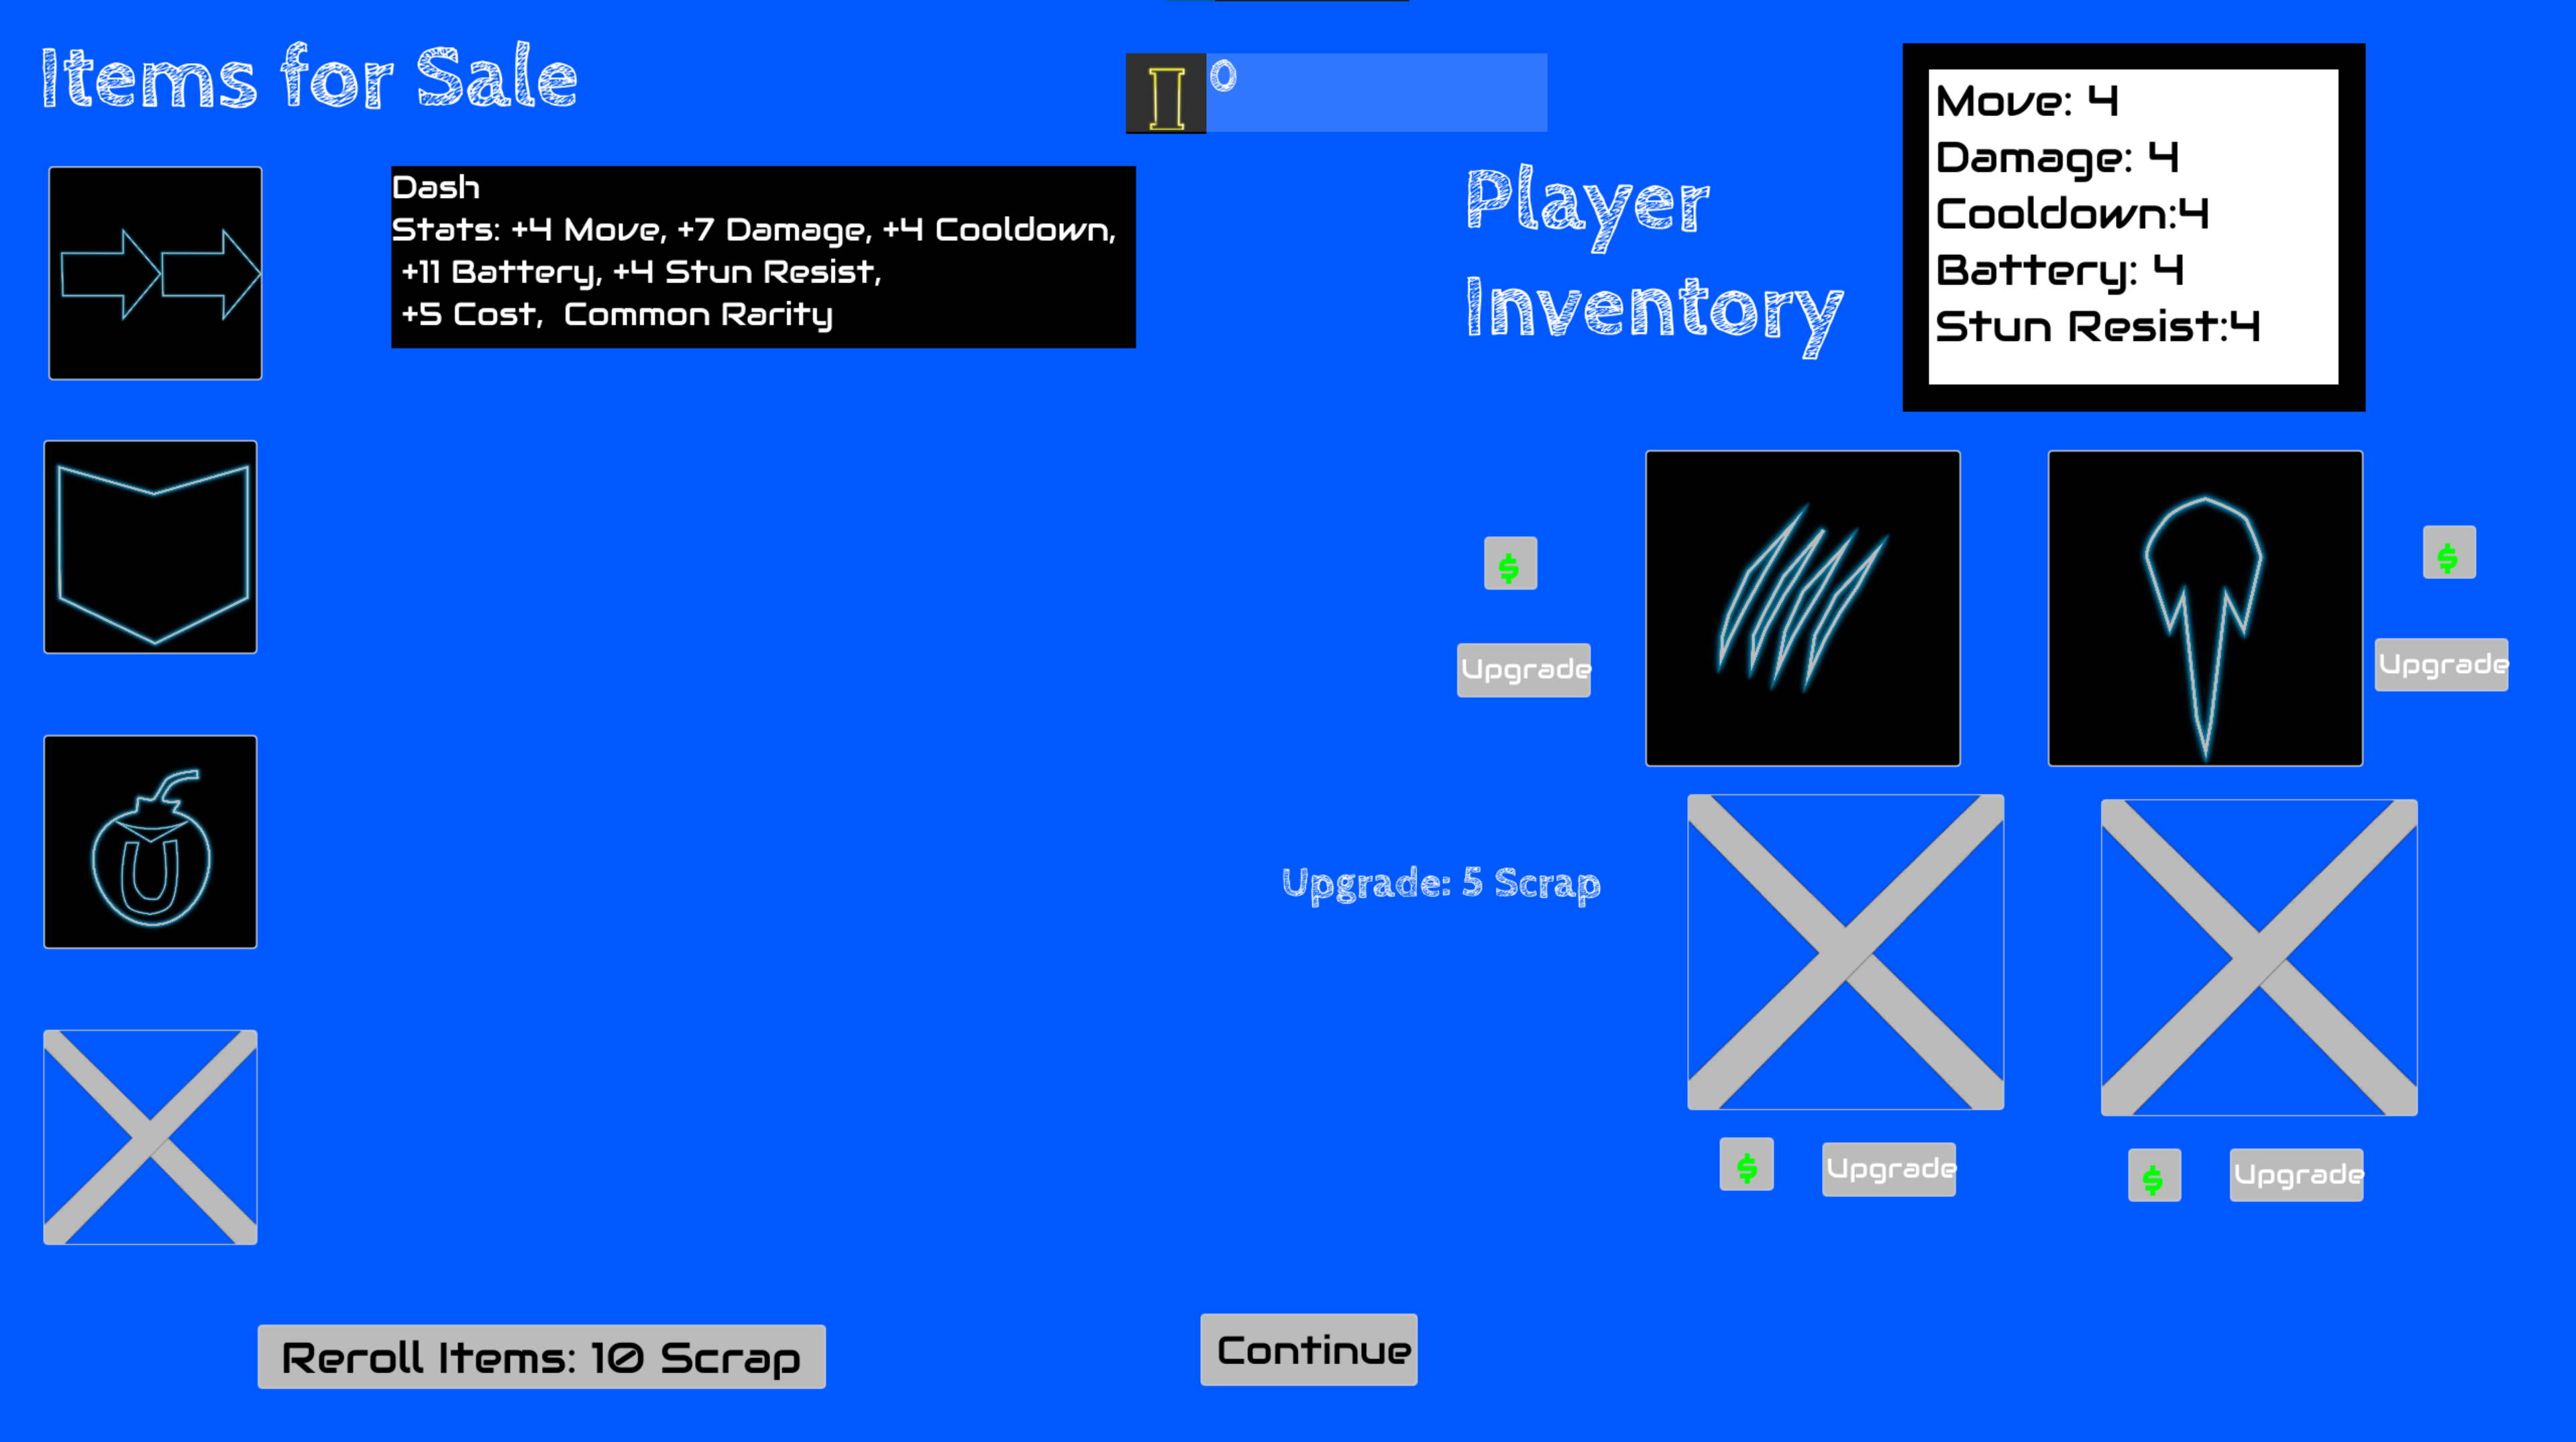 Items for Sale
0
Dash
Stats: +4 Move, +7 Damage, +4 Cooldown,
+11 Battery, +4 Stun Resist,
+5 Cost,  Common Rarity
Player
Inventory
Move: 4
Damage: 4
Cooldown:4
Battery: 4
Stun Resist:4
$
$
Upgrade
Upgrade
U
Upgrade: 5 Scrap
$
Upgrade
$
Upgrade
Reroll Items: 10 Scrap
Continue